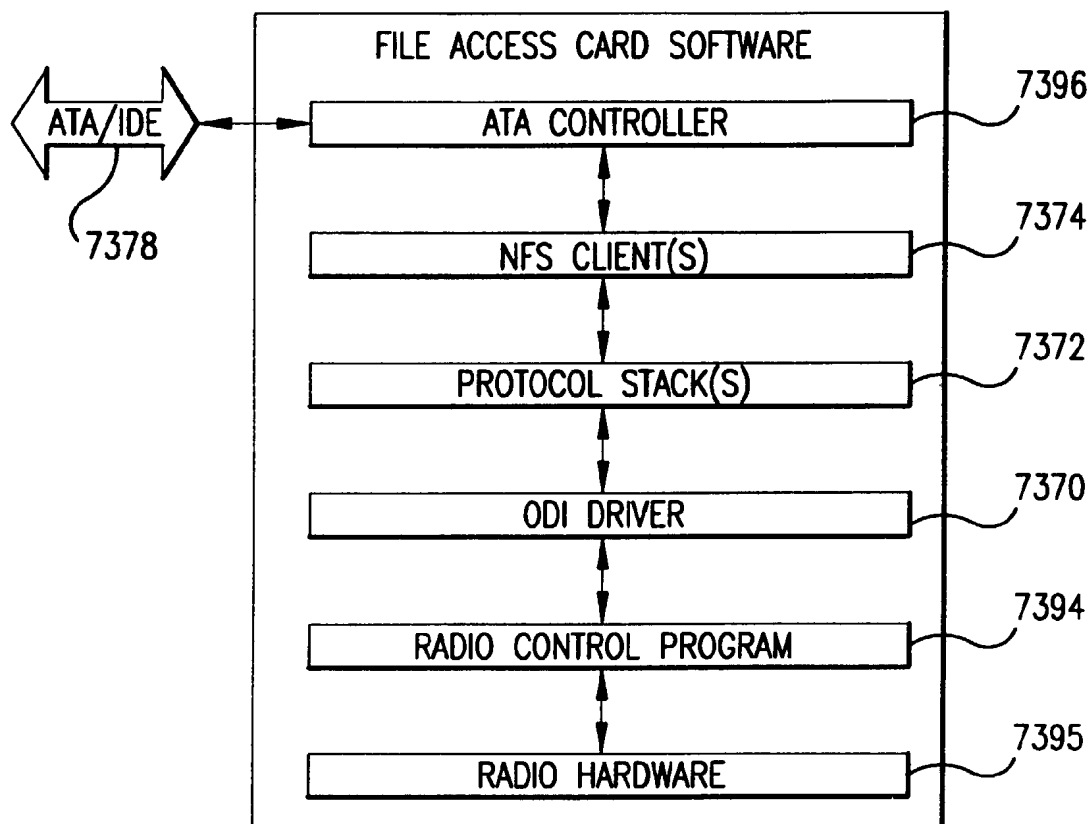 FILE ACCESS CARD SOFTWARE
7396
ATA/IDE
ATA CONTROLLER
7378
7374
NFS CLIENT(S)
7372
PROTOCOL STACK(S)
7370
ODI DRIVER
7394
RADIO CONTROL PROGRAM
7395
RADIO HARDWARE